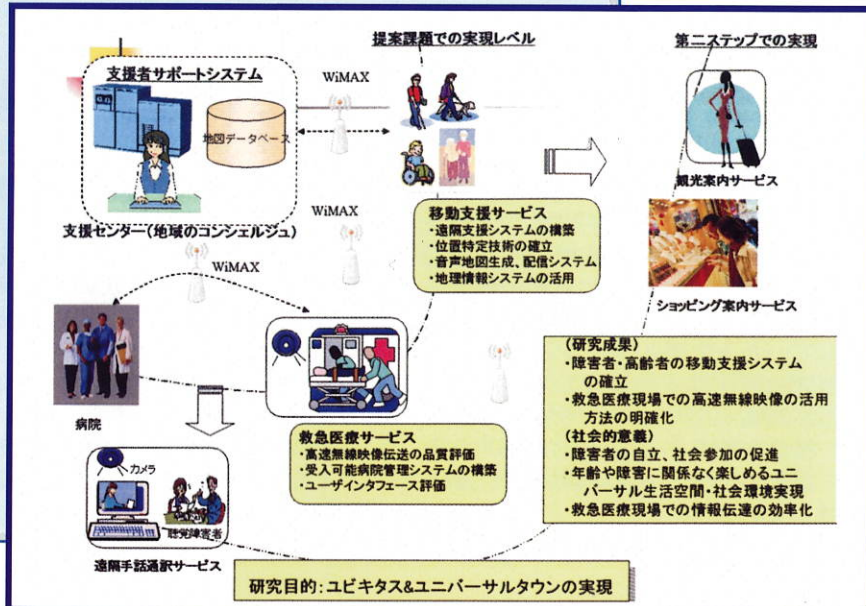 提案課題での実現レベル
第二ステップでの実現
支援者サポートシステム
WiMAX
地図データベース
支援センター(地域のコンシェルジュ)
観光案内サービス
WiMAX
移動支援サービス
・遠隔支援システムの構築
・位置特定技術の確立
・音声地図生成、配信システム
・地理情報システムの活用
WiMAX
ショッピング案内サービス
病院
救急医療サービス
・高速無線映像伝送の品質評価
・受入可能病院管理システムの構築
・ユーザインタフェース評価
(研究成果)
・障害者・高齢者の移動支援システム
の確立
・救急医療現場での高速無線映像の活用
方法の明確化
(社会的意義)
・障害者の自立、社会参加の促進
・年齢や障害に関係なく楽しめるユニ
バーサル生活空間・社会環境実現
・救急医療現場での情報伝達の効率化
カメラ
聴覚障害者
遠隔手話通訳サービス
研究目的:ユビキタス&ユニバーサルタウンの実現